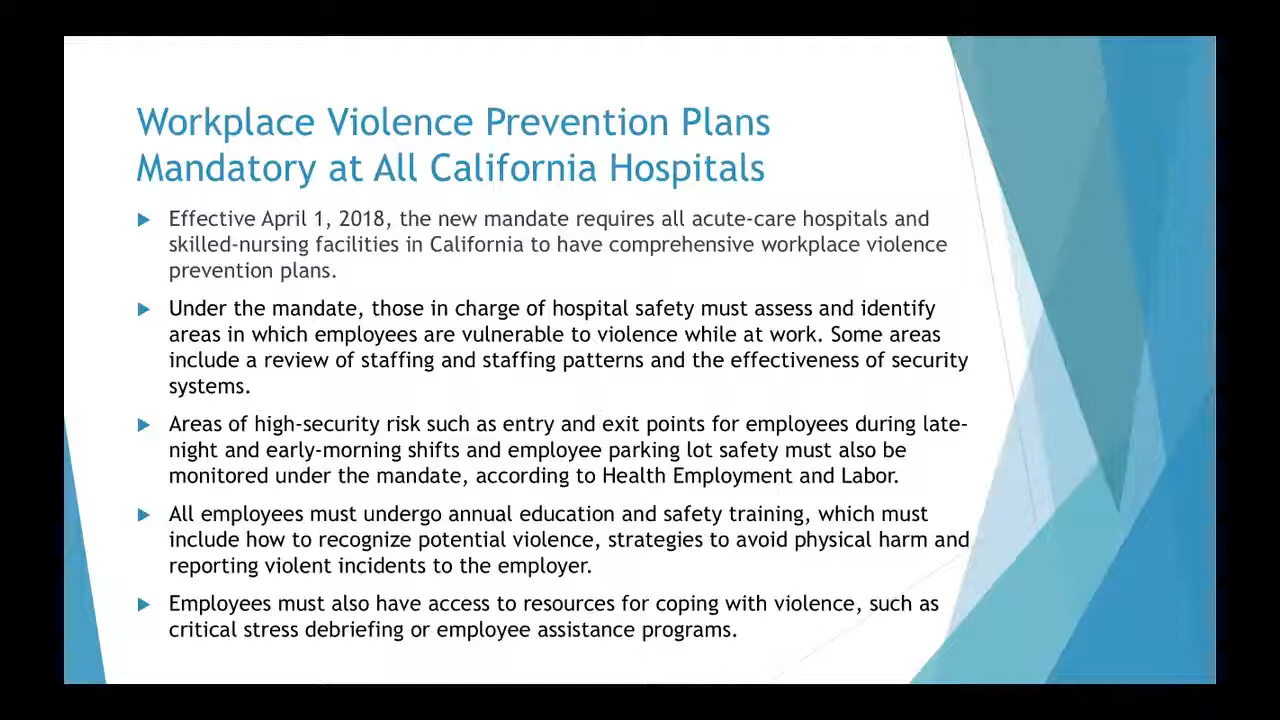 Workplace Violence Prevention Plans
Mandatory at All California Hospitals
Effective April 1, 2018, the new mandate requires all acute-care hospitals and
skilled-nursing facilities in California to have comprehensive workplace violence
prevention plans.
Under the mandate, those in charge of hospital safety must assess and identify
areas in which employees are vulnerable to violence while at work. Some areas
include a review of staffing and staffing patterns and the effectiveness of security
systems.
Areas of high-security risk such as entry and exit points for employees during late-
night and early-morning shifts and employee parking lot safety must also be
monitored under the mandate, according to Health Employment and Labor.
All employees must undergo annual education and safety training, which must
include how to recognize potential violence, strategies to avoid physical harm and
reporting violent incidents to the employer.
Employees must also have access to resources for coping with violence, such as
critical stress debriefing or employee assistance programs.